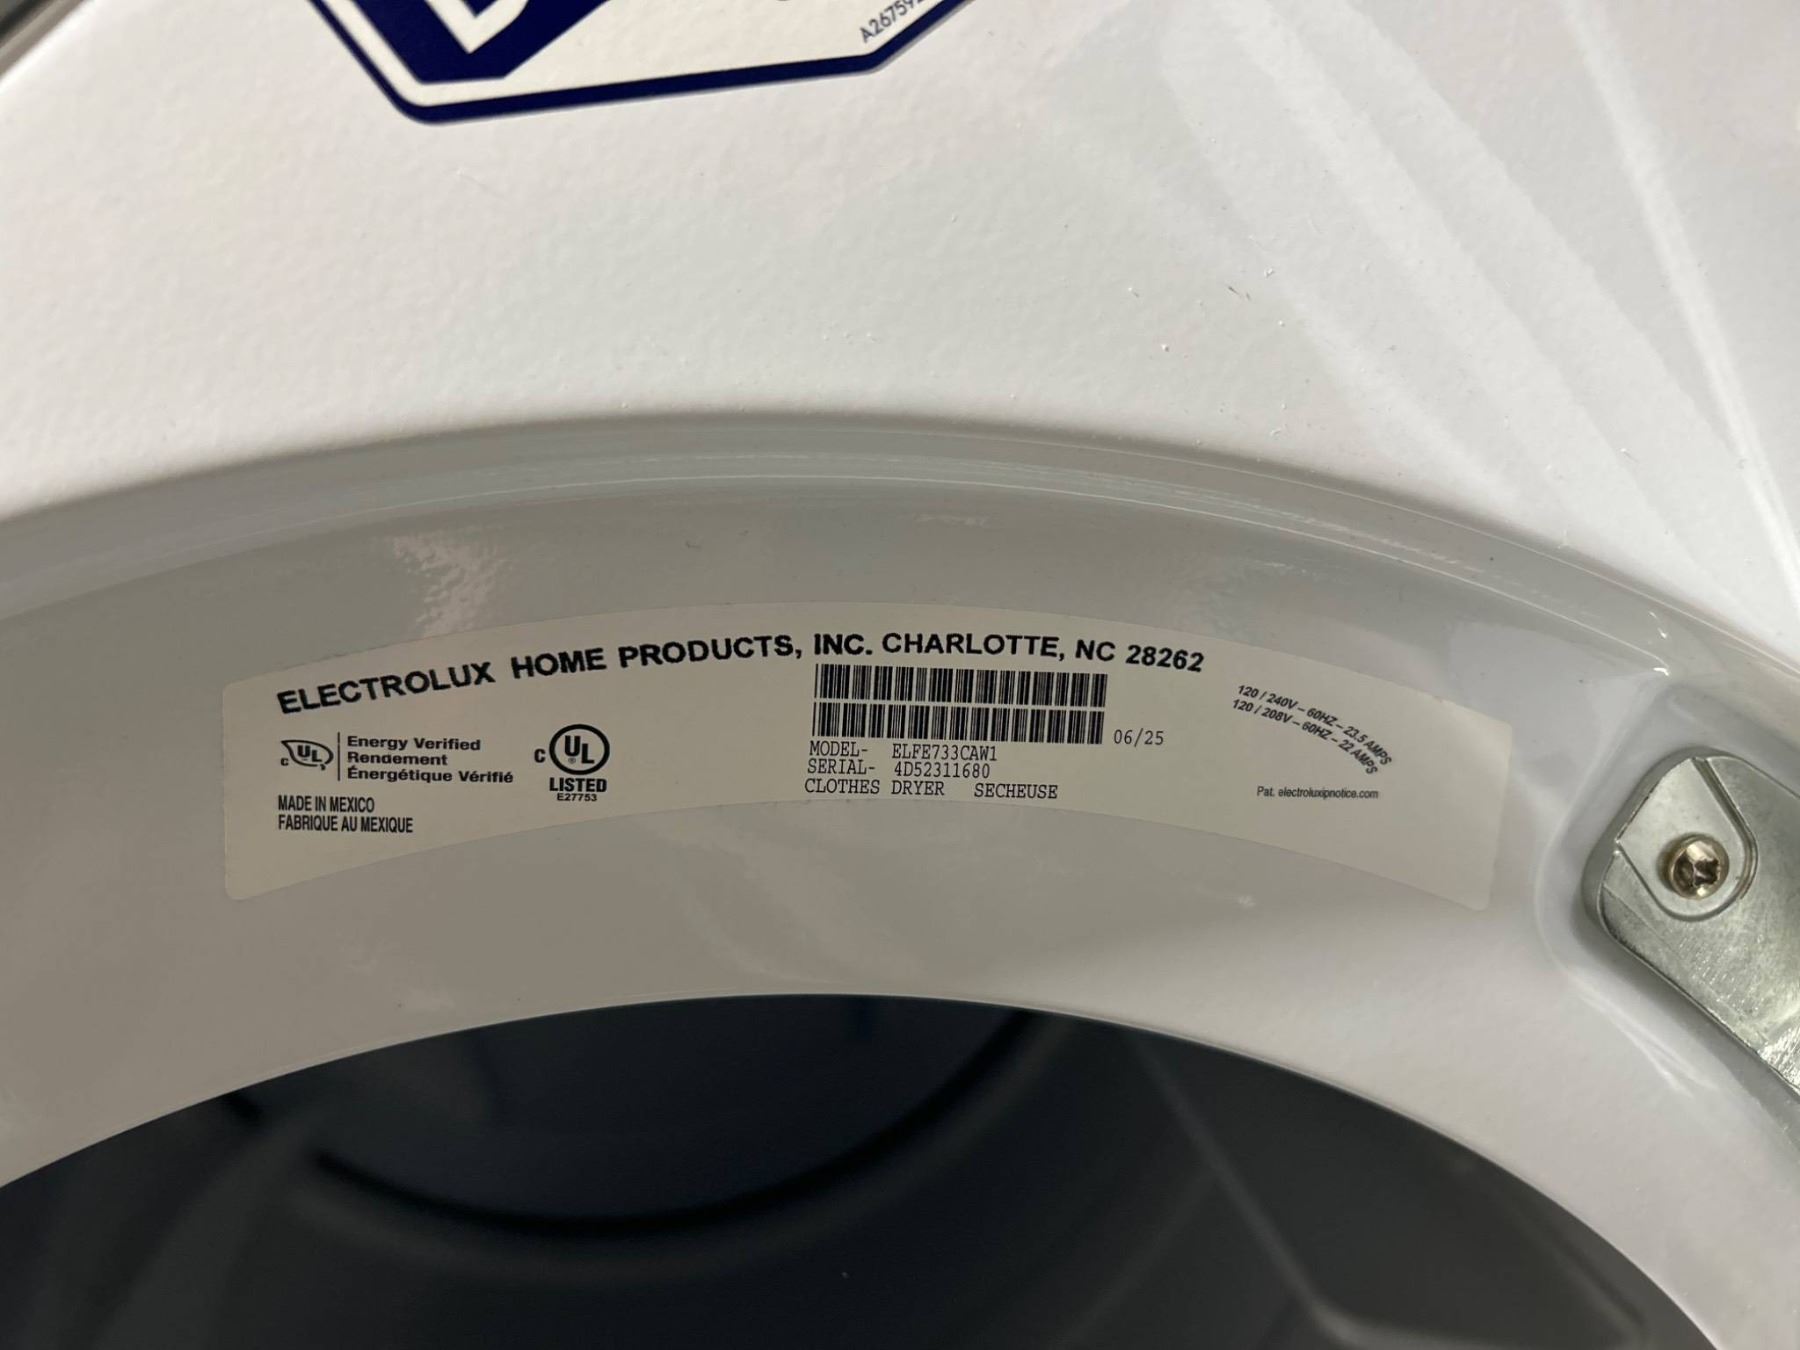 ELECTROLUX HOME PRODUCTS, INC. CHARLOTTE, NC 28262
UL
Energy Verified
Rendement
Énergétique Vérifié
c UL
LISTED
E27753
MADE IN MEXICO
FABRIQUE AU MEXIQUE
06/25
MODEL- ELFE733CAW1
SERIAL- 4D52311680
CLOTHES DRYER SECHEUSE
120 / 240V – 60HZ – 23.5 AMPS
120 / 208V – 60HZ – 22 AMPS
Pat. electroluxipnotice.com